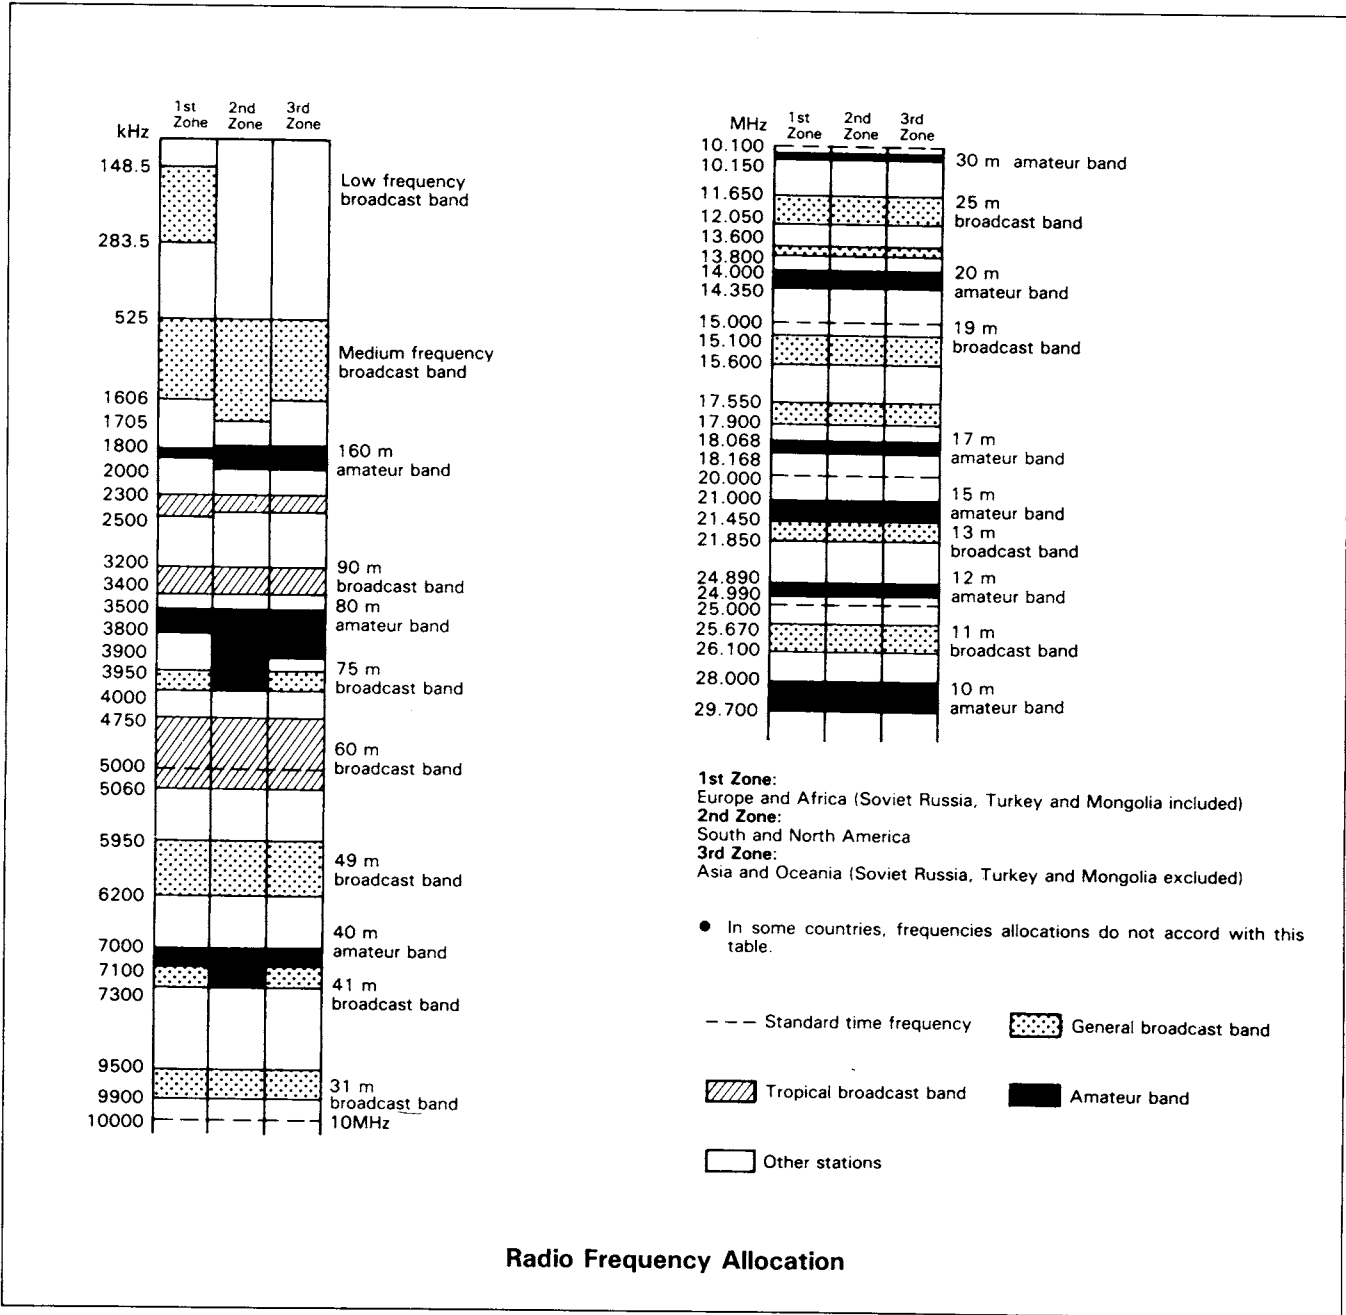 1st Zone
2nd Zone
3rd Zone
kHz
148.5
Low frequency
broadcast band
283.5
525
Medium frequency
broadcast band
1606
1705
1800
160 m
amateur band
2000
2300
2500
3200
90 m
broadcast band
3400
3500
80 m
amateur band
3800
3900
3950
75 m
broadcast band
4000
4750
60 m
broadcast band
5000
5060
5950
49 m
broadcast band
6200
40 m
amateur band
7000
7100
41 m
broadcast band
7300
9500
31 m
broadcast band
9900
10000
10MHz
MHz
1st Zone
2nd Zone
3rd Zone
10.100
10.150
30 m amateur band
11.650
25 m
broadcast band
12.050
13.600
13.800
14.000
20 m
amateur band
14.350
15.000
19 m
broadcast band
15.100
15.600
17.550
17.900
18.068
17 m
amateur band
18.168
20.000
21.000
15 m
amateur band
21.450
13 m
broadcast band
21.850
24.890
12 m
amateur band
24.990
25.000
25.670
11 m
broadcast band
26.100
28.000
10 m
amateur band
29.700
1st Zone:
Europe and Africa (Soviet Russia, Turkey and Mongolia included)
2nd Zone:
South and North America
3rd Zone:
Asia and Oceania (Soviet Russia, Turkey and Mongolia excluded)
● In some countries, frequencies allocations do not accord with this
table.
Standard time frequency
General broadcast band
Tropical broadcast band
Amateur band
Other stations
Radio Frequency Allocation